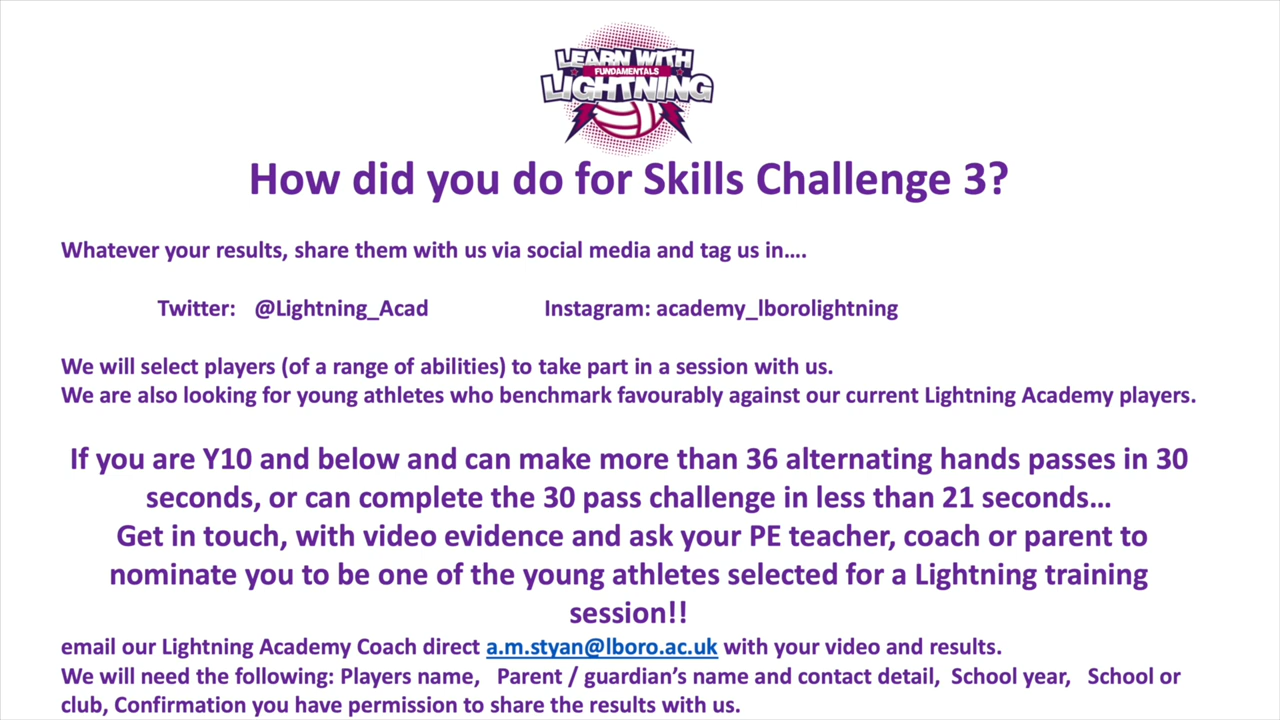 LEARN WITH
FUNDAMENTALS
LIGHTNING
How did you do for Skills Challenge 3?
Whatever your results, share them with us via social media and tag us in....
Twitter: @Lightning_Acad Instagram: academy_lborolightning
We will select players (of a range of abilities) to take part in a session with us.
We are also looking for young athletes who benchmark favourably against our current Lightning Academy players.
If you are Y10 and below and can make more than 36 alternating hands passes in 30
seconds, or can complete the 30 pass challenge in less than 21 seconds...
Get in touch, with video evidence and ask your PE teacher, coach or parent to
nominate you to be one of the young athletes selected for a Lightning training
session!!
email our Lightning Academy Coach direct a.m.styan@lboro.ac.uk with your video and results.
We will need the following: Players name, Parent / guardian's name and contact detail, School year, School or
club, Confirmation you have permission to share the results with us.